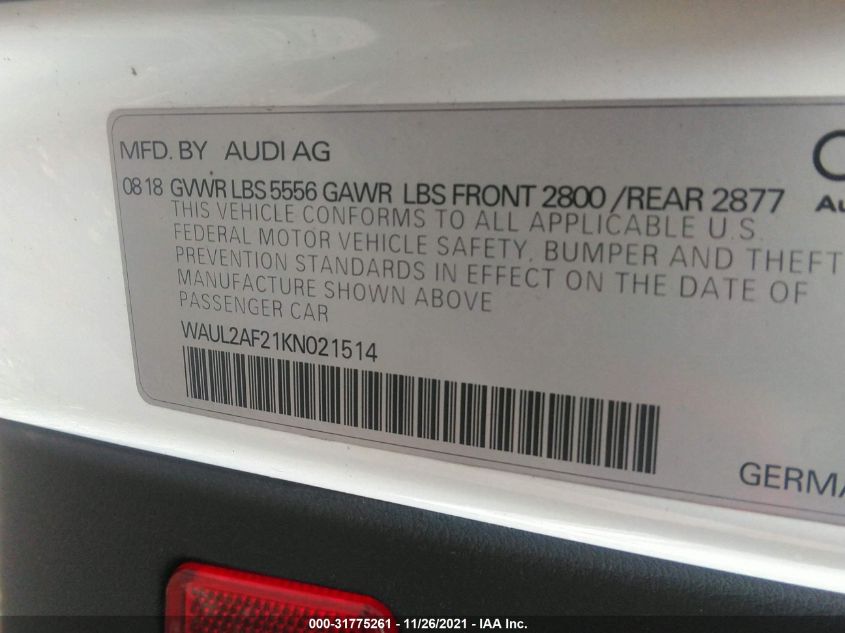 MFD. BY AUDI AG
08 18 GVWR LBS 5556 GAWR LBS FRONT 2800 /REAR 2877
THIS VEHICLE CONFORMS TO ALL APPLICABLE U.S.
FEDERAL MOTOR VEHICLE SAFETY, BUMPER AND THEFT
PREVENTION STANDARDS IN EFFECT ON THE DATE OF
MANUFACTURE SHOWN ABOVE
PASSENGER CAR
WAUL2AF21KN021514
000-31775261 - 11/26/2021 - IAA Inc.